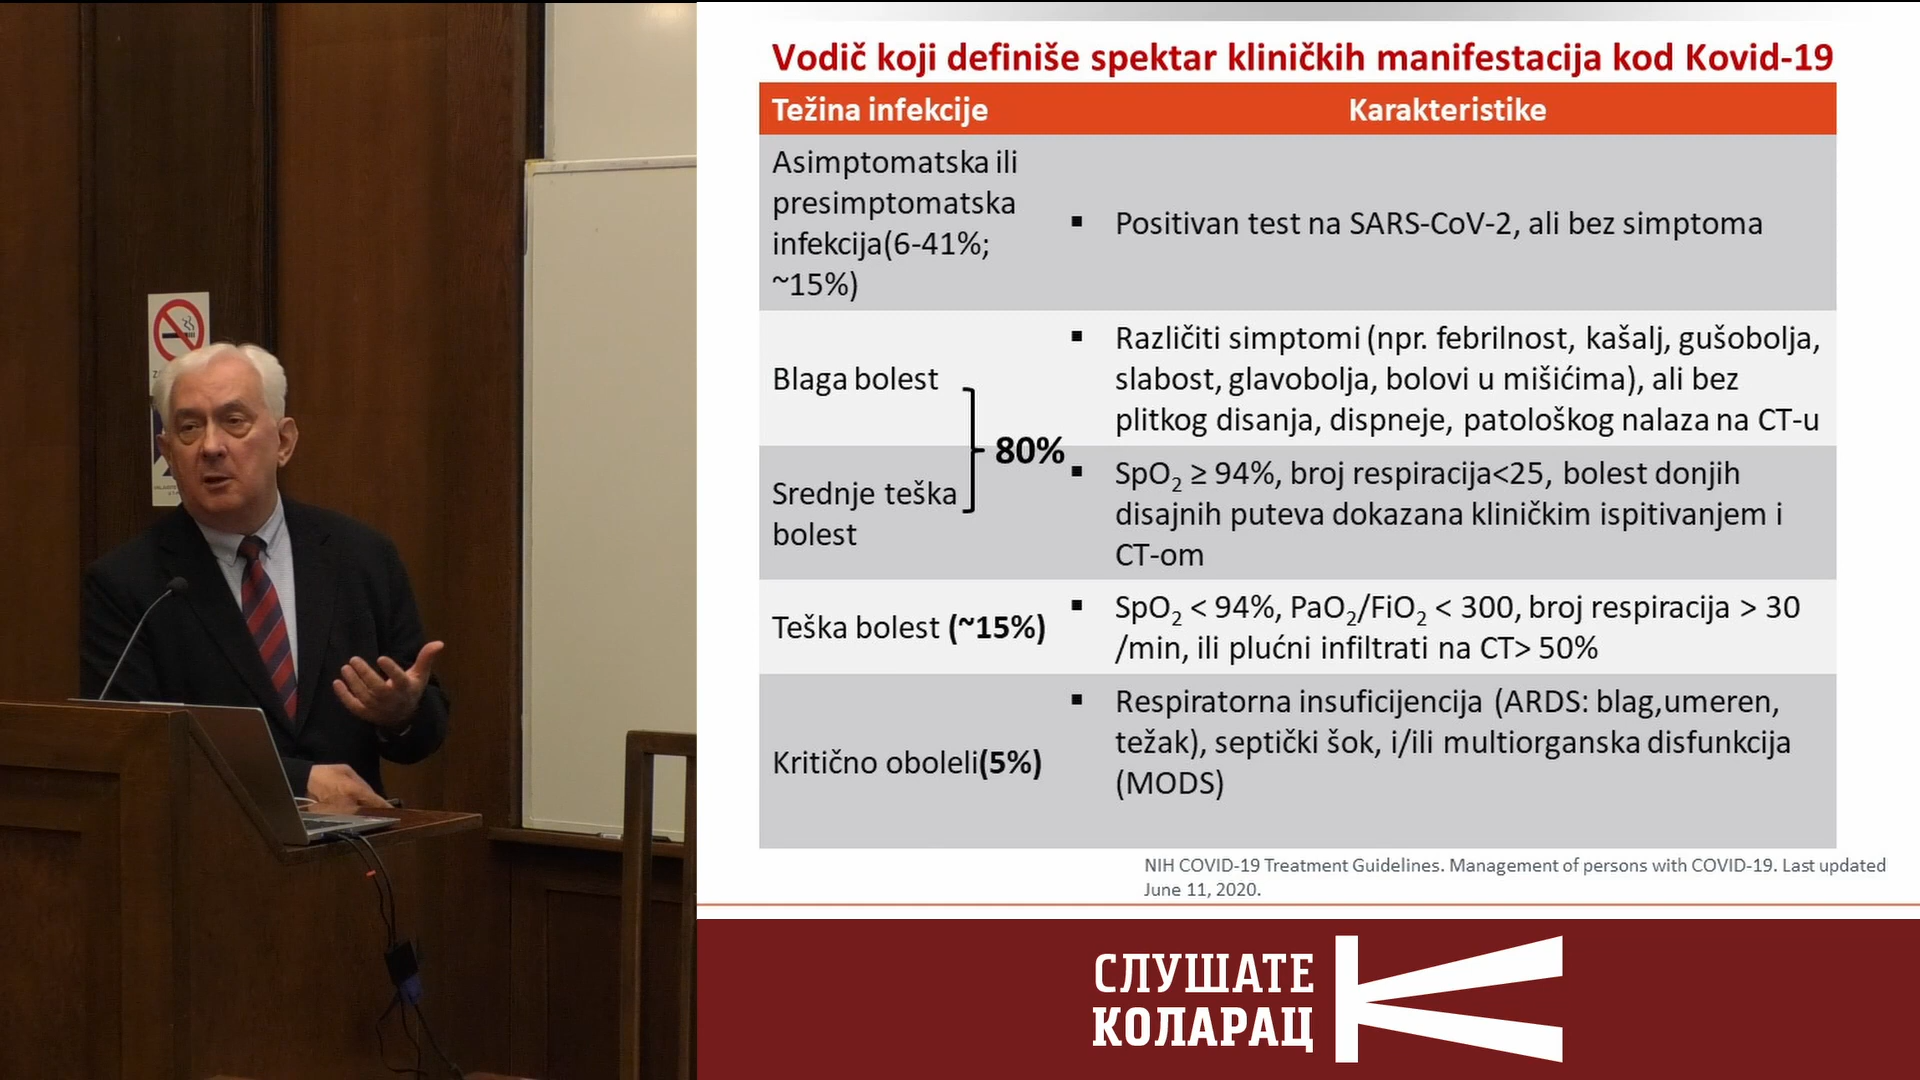 Vodič koji definiše spektar kliničkih manifestacija kod Kovid-19
Težina infekcije
Karakteristike
Asimptomatska ili
presimptomatska
infekcija(6-41%;
~15%)
▪ Positivan test na SARS-CoV-2, ali bez simptoma
Blaga bolest
▪ Različiti simptomi (npr. febrilnost, kašalj, gušobolja,
slabost, glavobolja, bolovi u mišićima), ali bez
plitkog disanja, dispneje, patološkog nalaza na CT-u
80%
Srednje teška
bolest
▪ SpO₂ ≥ 94%, broj respiracija<25, bolest donjih
disajnih puteva dokazana kliničkim ispitivanjem i
CT-om
Teška bolest (~15%)
▪ SpO₂ < 94%, PaO₂/FiO₂ < 300, broj respiracija > 30
/min, ili plućni infiltrati na CT> 50%
Kritično oboleli(5%)
▪ Respiratorna insuficijencija (ARDS: blag,umeren,
težak), septički šok, i/ili multiorganska disfunkcija
(MODS)
NIH COVID-19 Treatment Guidelines. Management of persons with COVID-19. Last updated
June 11, 2020.
СЛУШАТЕ
КОЛАРАЦ